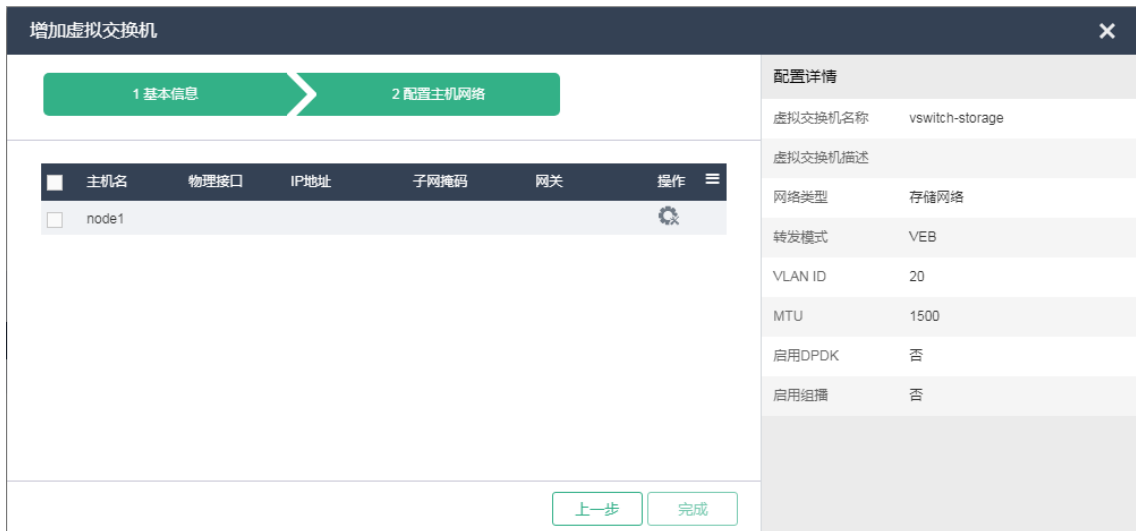 增加虚拟交换机
1 基本信息
2 配置主机网络
主机名 物理接口 IP地址 子网掩码 网关 操作
node1
上一步 完成
配置详情
虚拟交换机名称 vswitch-storage
虚拟交换机描述
网络类型 存储网络
转发模式 VEB
VLAN ID 20
MTU 1500
启用DPDK 否
启用组播 否